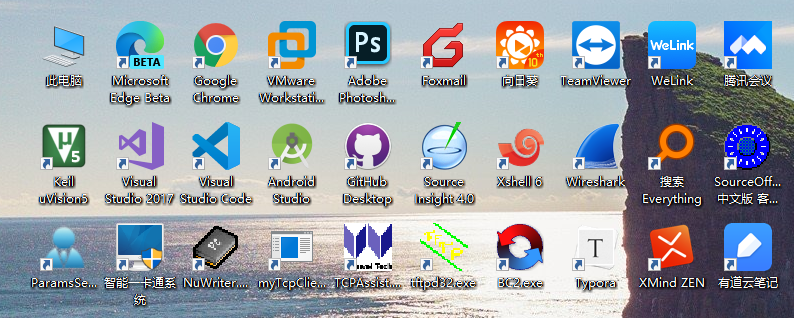 BETA
Ps
10
WeLink
此电脑
Microsoft Edge Beta
Google Chrome
VMware Workstati...
Adobe Photosh...
Foxmail
向日葵
TeamViewer
WeLink
腾讯会议
μ
V5
Keil uVision5
Visual Studio 2017
Visual Studio Code
Android Studio
GitHub Desktop
Source Insight 4.0
Xshell 6
Wireshark
搜索 Everything
SourceOff... 中文版 客...
T
ParamsSe...
智能一卡通系统
NuWriter....
myTcpClie...
TCPAssist...
tftpd32.exe
BC2.exe
Typora
XMind ZEN
有道云笔记